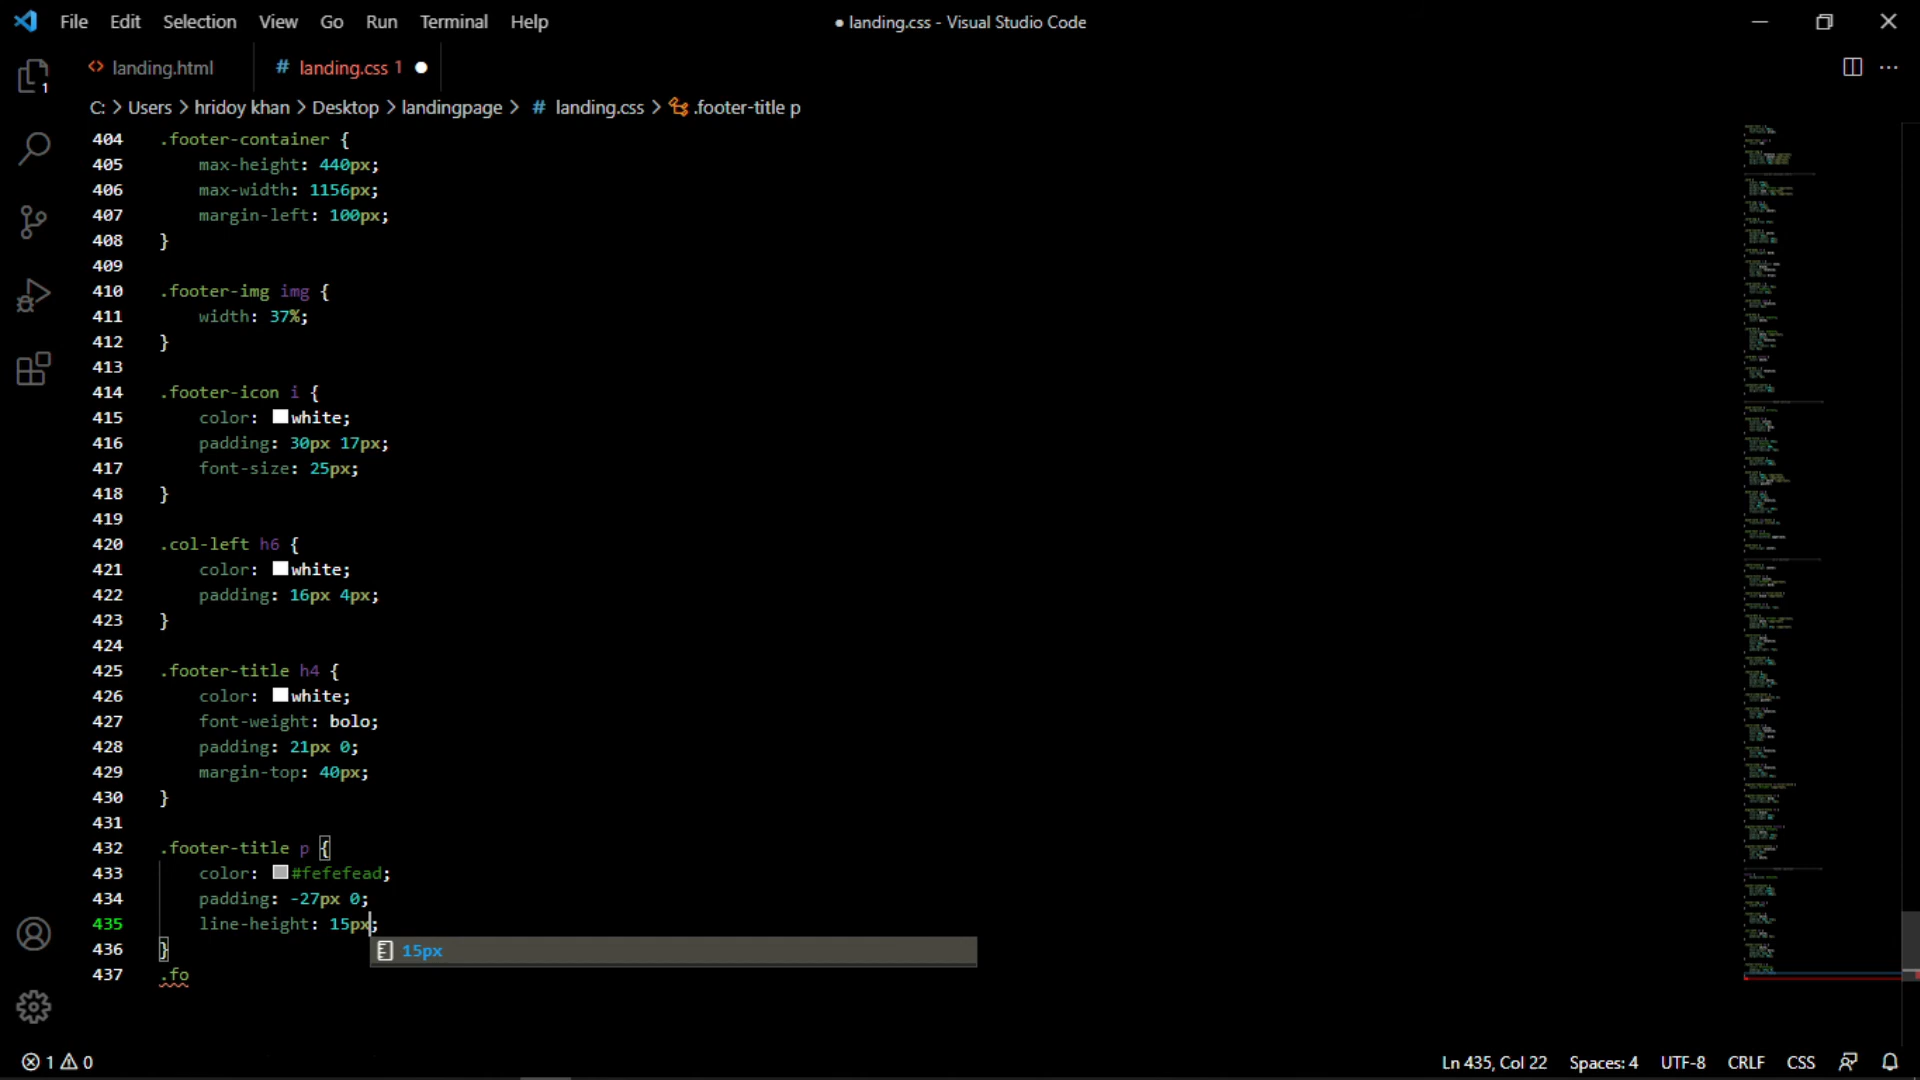 File Edit Selection View Go Run Terminal Help
● landing.css - Visual Studio Code
landing.html
# landing.css 1 ●
C: > Users > hridoy khan > Desktop > landingpage > # landing.css > .footer-title p
1
404 .footer-container {
405 max-height: 440px;
406 max-width: 1156px;
407 margin-left: 100px;
408 }
409
410 .footer-img img {
411 width: 37%;
412 }
413
414 .footer-icon i {
415 color: white;
416 padding: 30px 17px;
417 font-size: 25px;
418 }
419
420 .col-left h6 {
421 color: white;
422 padding: 16px 4px;
423 }
424
425 .footer-title h4 {
426 color: white;
427 font-weight: bolo;
428 padding: 21px 0;
429 margin-top: 40px;
430 }
431
432 .footer-title p {
433 color: #fefefead;
434 padding: -27px 0;
435 line-height: 15px;
436 }
15px
437 .fo
1 0
Ln 435, Col 22 Spaces: 4 UTF-8 CRLF CSS